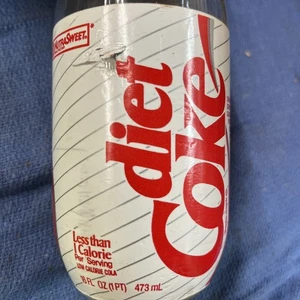 NUTRASWEET
diet
Coke
Less than
1 Calorie
Per Serving
LOW CALORIE COLA
16 FL OZ (1 PT) 473 mL